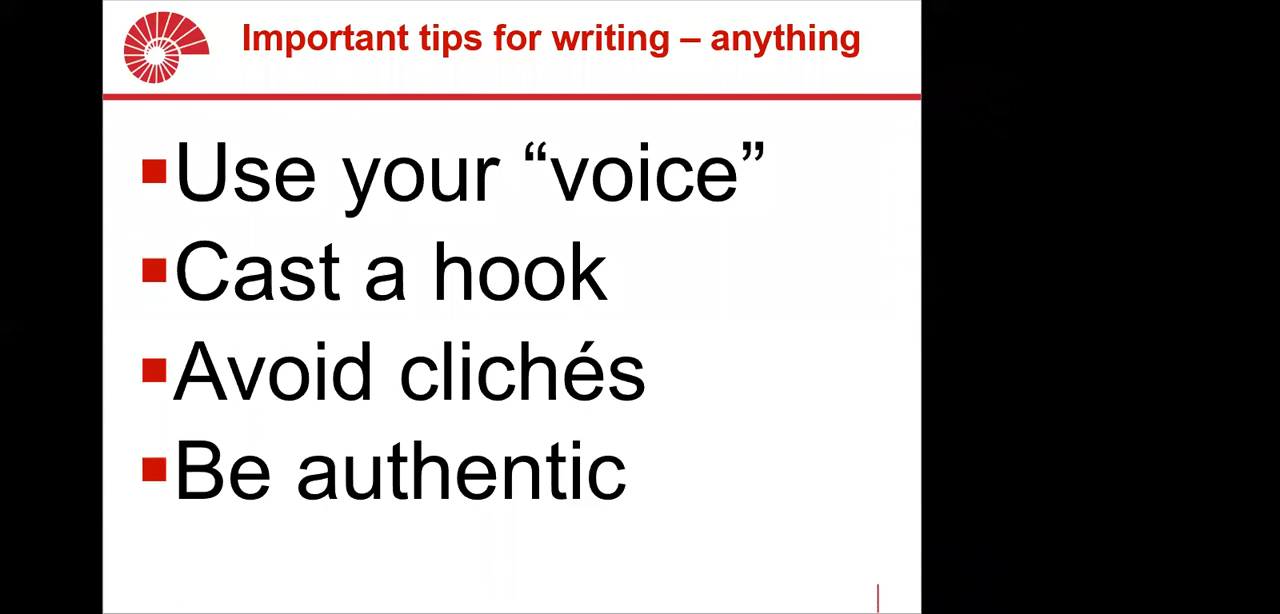 Important tips for writing – anything
Use your “voice”
Cast a hook
Avoid clichés
Be authentic